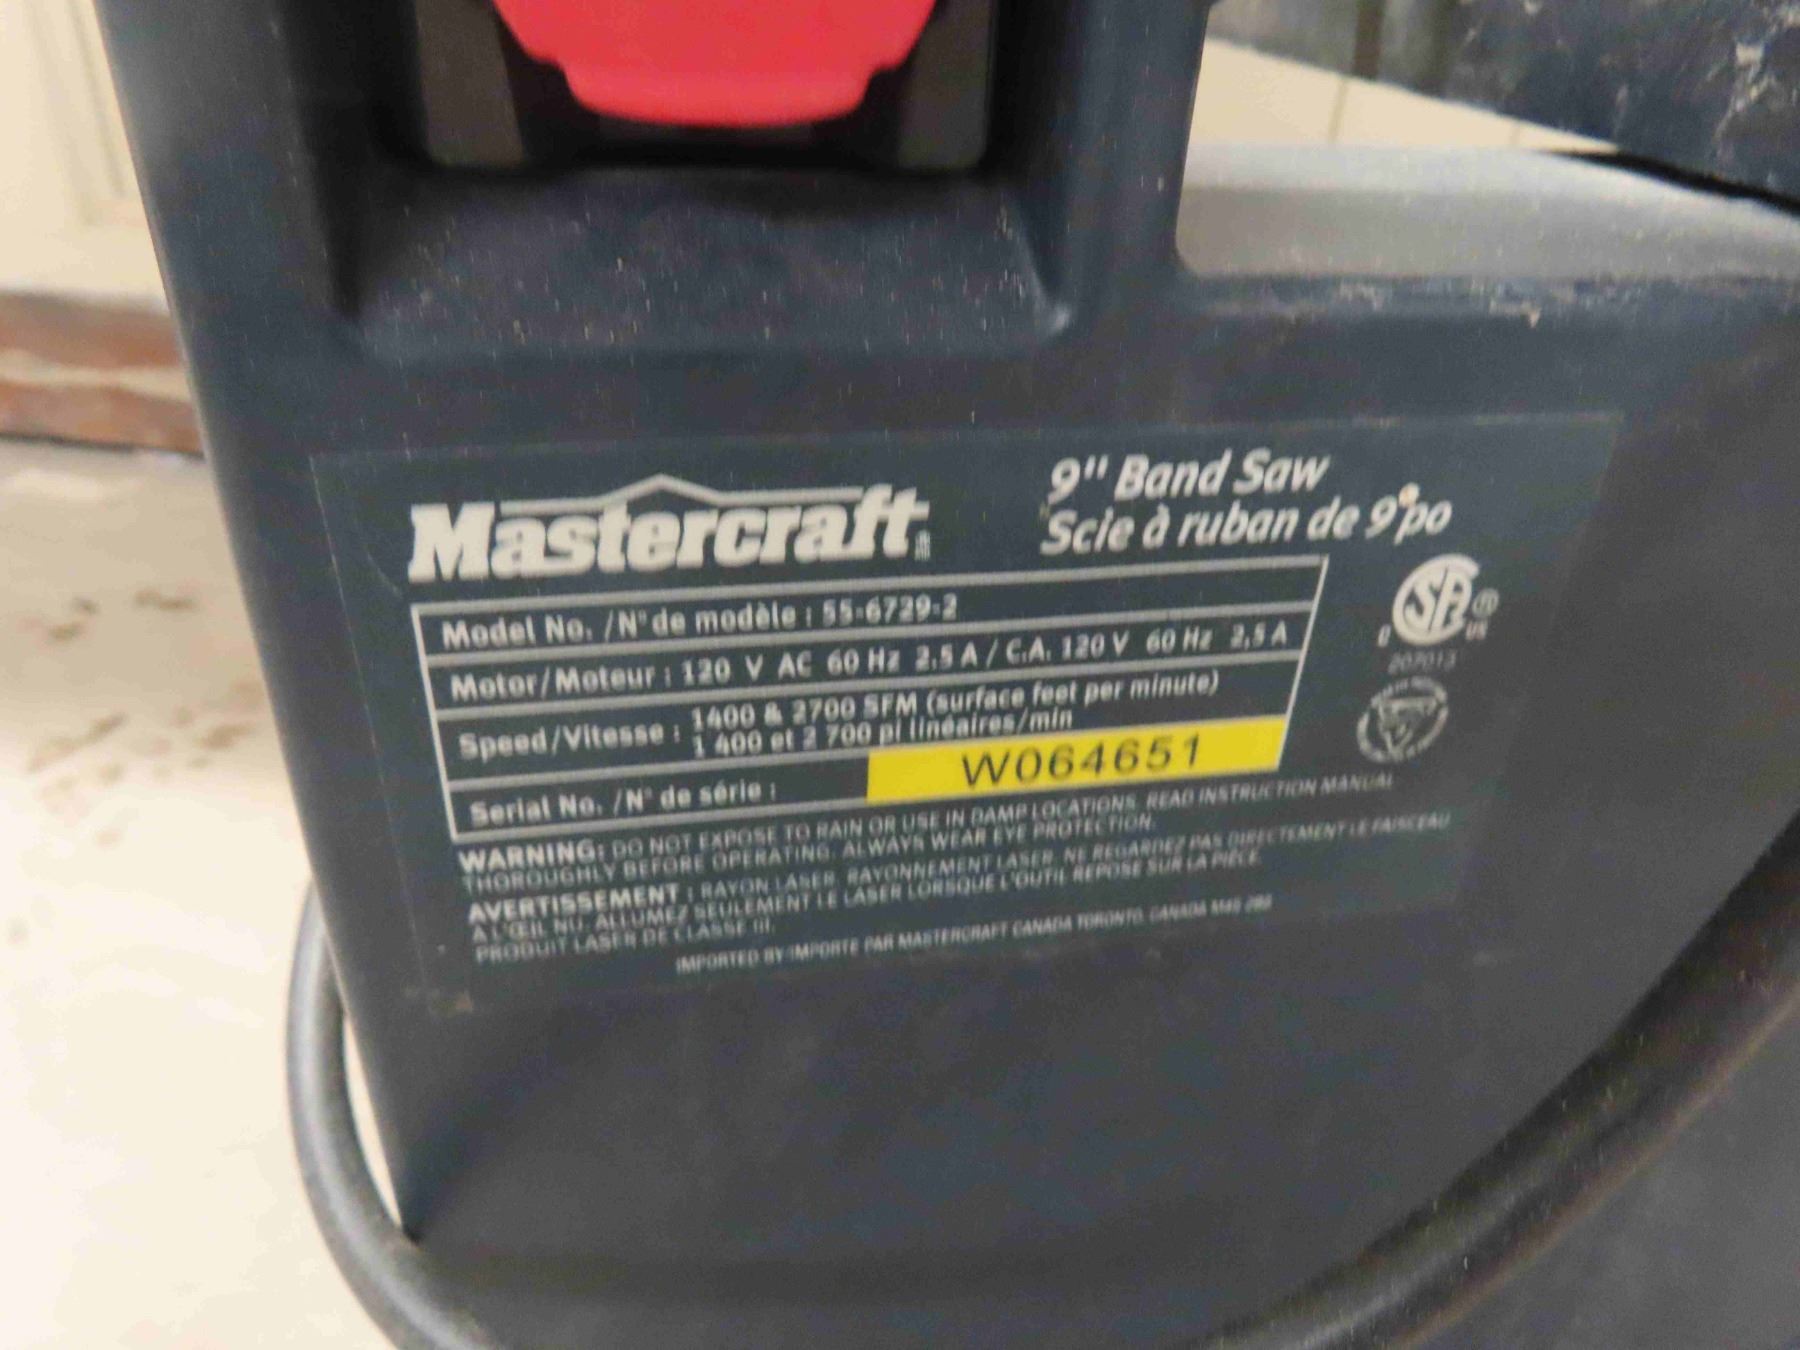 Mastercraft
9" Band Saw
Scie à ruban de 9 po
Model No. /N° de modèle : 55-6729-2
Motor/Moteur : 120 V AC 60 Hz 2.5 A / C.A. 120 V 60 Hz 2,5 A
Speed/Vitesse : 1400 & 2700 SFM (surface feet per minute)
1 400 et 2 700 pi linéaires/min
Serial No. /N° de série : W064651
SA
US
207013
WARNING: DO NOT EXPOSE TO RAIN OR USE IN DAMP LOCATIONS. READ INSTRUCTION MANUAL
THOROUGHLY BEFORE OPERATING. ALWAYS WEAR EYE PROTECTION.
AVERTISSEMENT : RAYON LASER. RAYONNEMENT LASER. NE REGARDEZ PAS DIRECTEMENT LE FAISCEAU
À L'ŒIL NU. ALLUMEZ SEULEMENT LE LASER LORSQUE L'OUTIL REPOSE SUR LA PIÈCE.
PRODUIT LASER DE CLASSE III.
IMPORTED BY/IMPORTÉ PAR MASTERCRAFT CANADA TORONTO, CANADA M4S 2B8